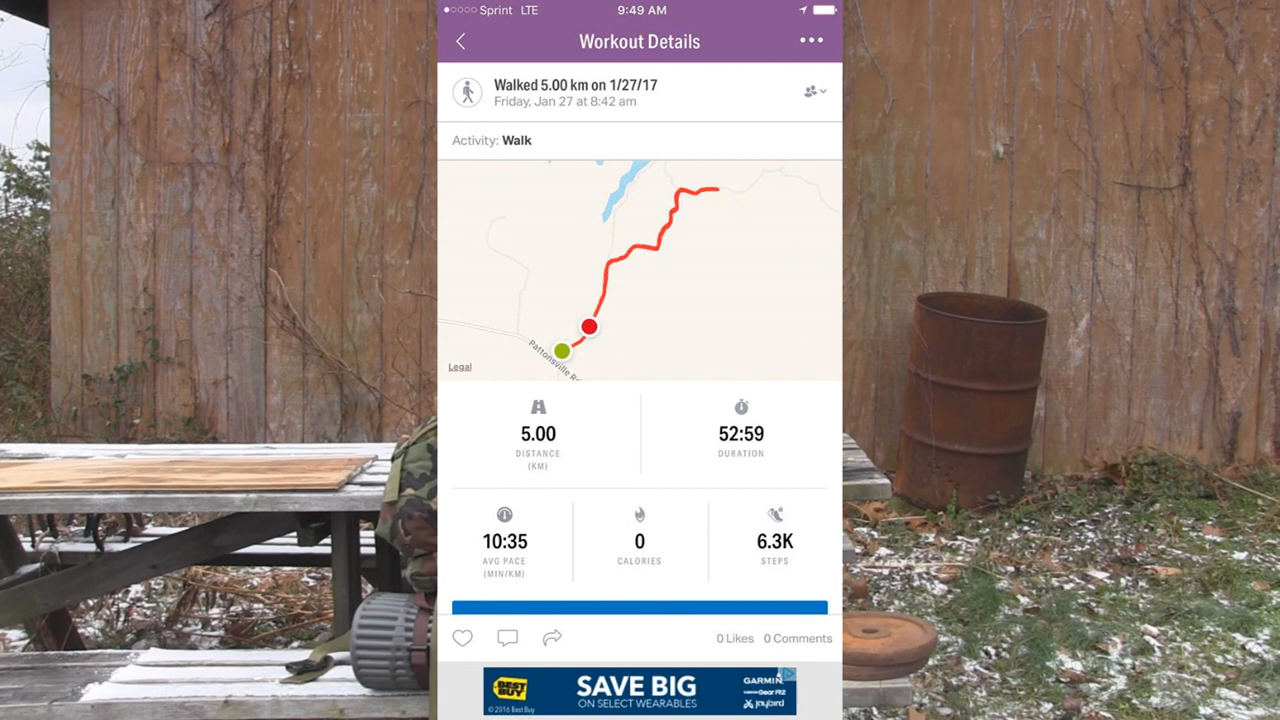 Sprint LTE 9:49 AM
Workout Details
Walked 5.00 km on 1/27/17
Friday, Jan 27 at 8:42 am
Activity: Walk
Pattonsville
Legal
5.00
DISTANCE
(KM)
52:59
DURATION
10:35
AVG PACE
(MIN/KM)
0
CALORIES
6.3K
STEPS
0 Likes 0 Comments
BEST
BUY
© 2016 Best Buy
SAVE BIG
ON SELECT WEARABLES
GARMIN
Gear Fit2
Jaybird